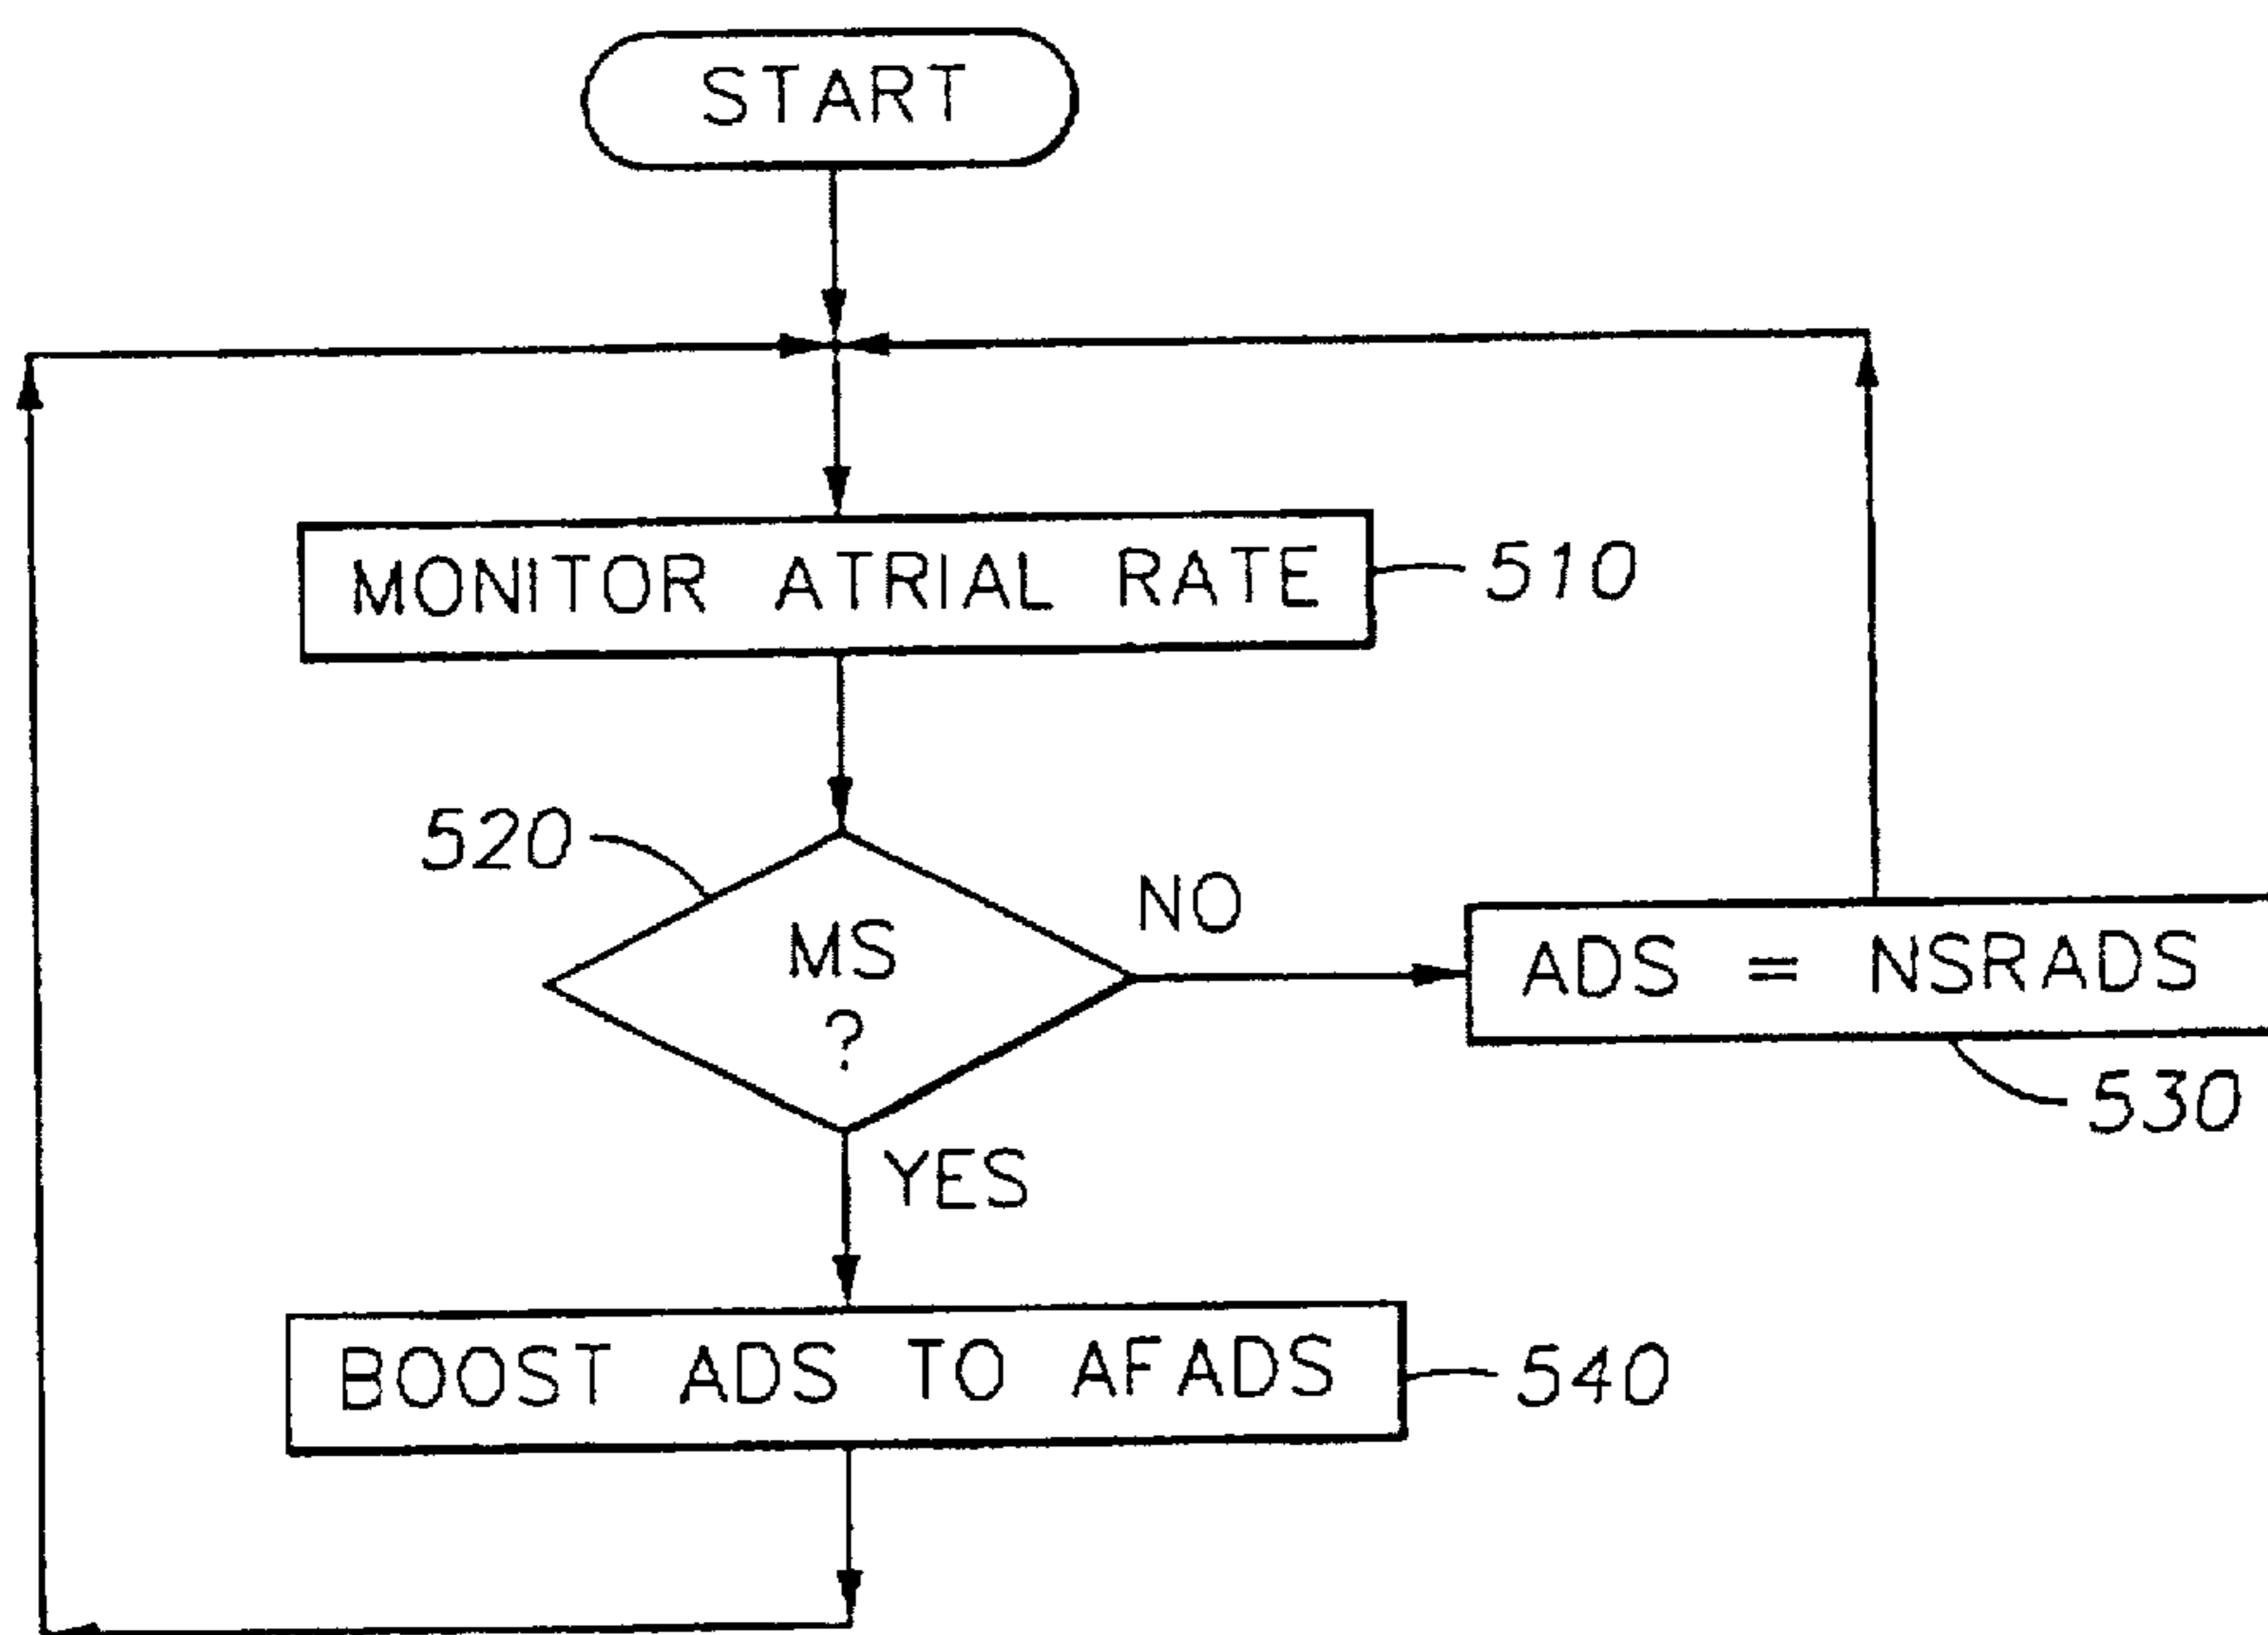 START
MONITOR ATRIAL RATE
510
520
MS
?
NO
ADS = NSRADS
530
YES
BOOST ADS TO AFADS
540